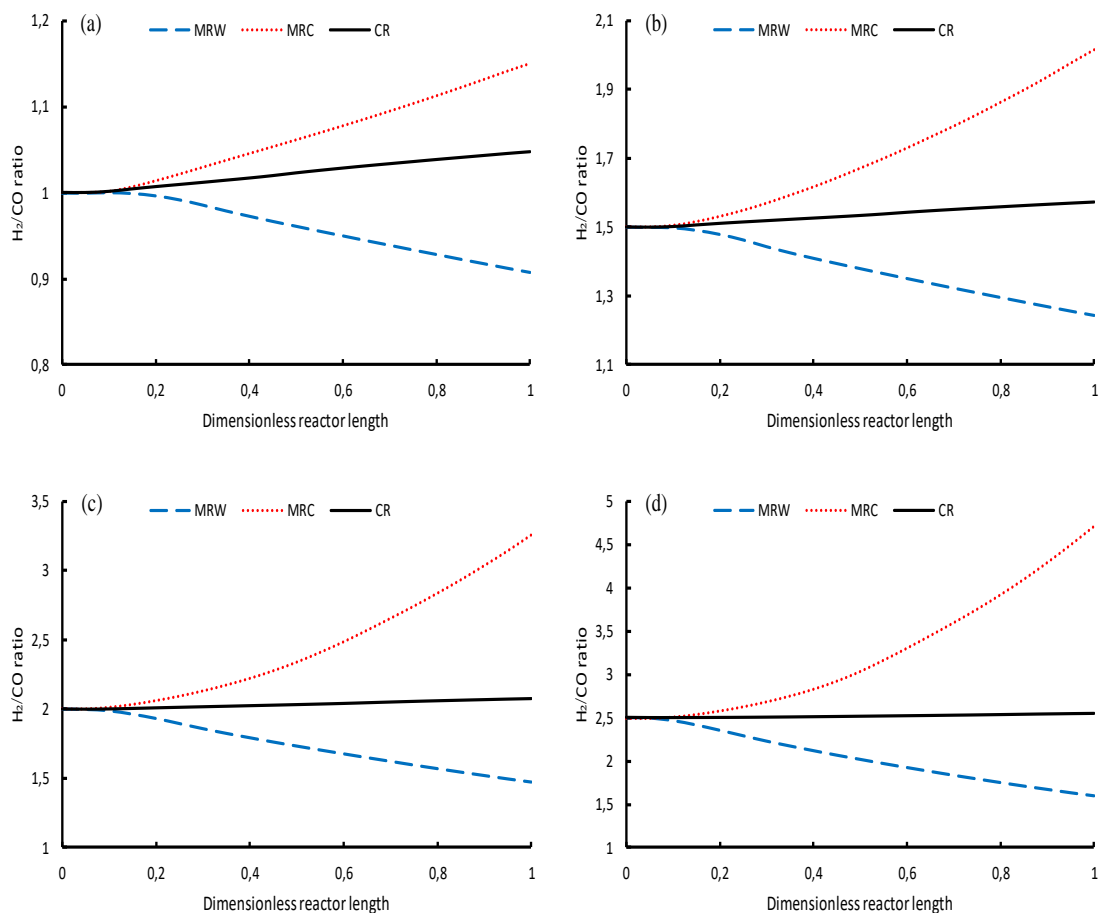 (a)
MRW MRC CR
1,2
1,1
1
0,9
0,8
H₂/CO ratio
0 0,2 0,4 0,6 0,8 1
Dimensionless reactor length
(b)
MRW MRC CR
2,1
1,9
1,7
1,5
1,3
1,1
H₂/CO ratio
0 0,2 0,4 0,6 0,8 1
Dimensionless reactor length
(c)
MRW MRC CR
3,5
3
2,5
2
1,5
1
H₂/CO ratio
0 0,2 0,4 0,6 0,8 1
Dimensionless reactor length
(d)
MRW MRC CR
5
4,5
4
3,5
3
2,5
2
1,5
1
H₂/CO ratio
0 0,2 0,4 0,6 0,8 1
Dimensionless reactor length